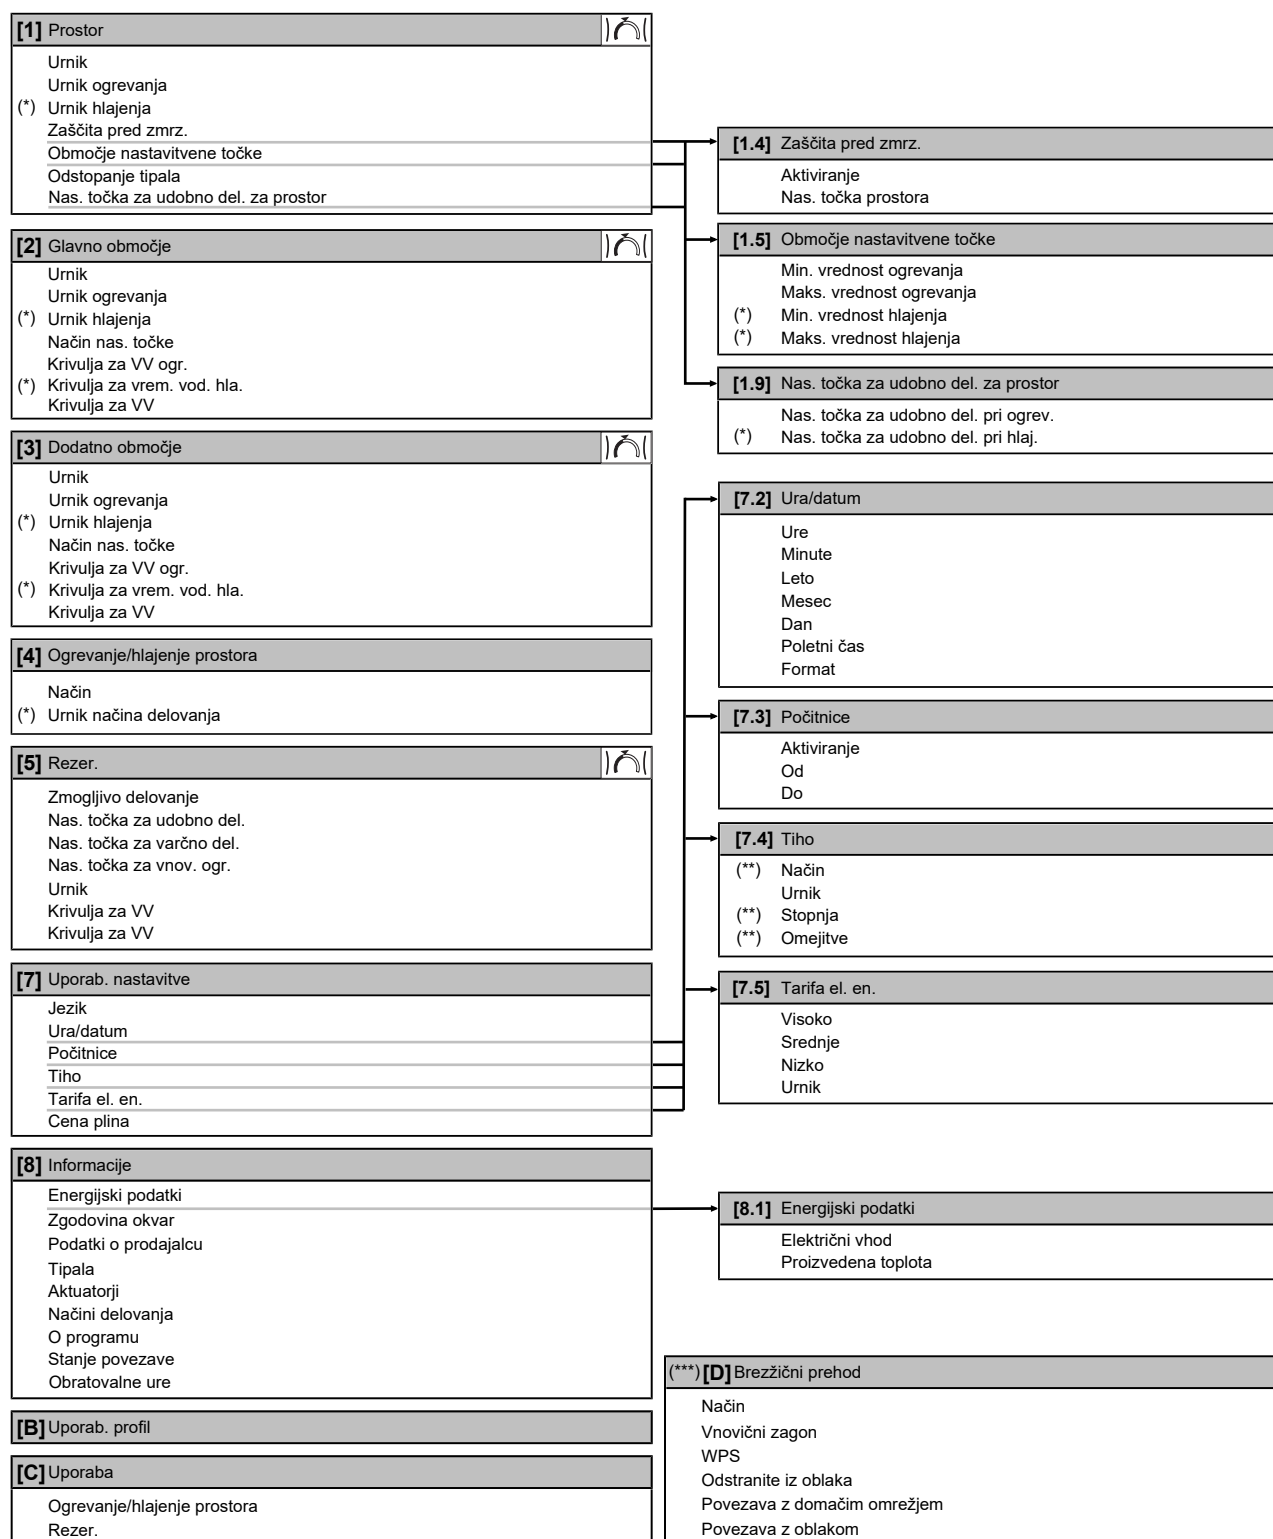 [1] Prostor
Urnik
Urnik ogrevanja
(*) Urnik hlajenja
Zaščita pred zmrz.
Območje nastavitvene točke
Odstopanje tipala
Nas. točka za udobno del. za prostor
[2] Glavno območje
Urnik
Urnik ogrevanja
(*) Urnik hlajenja
Način nas. točke
Krivulja za VV ogr.
(*) Krivulja za vrem. vod. hla.
Krivulja za VV
[3] Dodatno območje
Urnik
Urnik ogrevanja
(*) Urnik hlajenja
Način nas. točke
Krivulja za VV ogr.
(*) Krivulja za vrem. vod. hla.
Krivulja za VV
[4] Ogrevanje/hlajenje prostora
Način
(*) Urnik načina delovanja
[5] Rezer.
Zmogljivo delovanje
Nas. točka za udobno del.
Nas. točka za varčno del.
Nas. točka za vnov. ogr.
Urnik
Krivulja za VV
Krivulja za VV
[7] Uporab. nastavitve
Jezik
Ura/datum
Počitnice
Tiho
Tarifa el. en.
Cena plina
[8] Informacije
Energijski podatki
Zgodovina okvar
Podatki o prodajalcu
Tipala
Aktuatorji
Načini delovanja
O programu
Stanje povezave
Obratovalne ure
[B] Uporab. profil
[C] Uporaba
Ogrevanje/hlajenje prostora
Rezer.
[1.4] Zaščita pred zmrz.
Aktiviranje
Nas. točka prostora
[1.5] Območje nastavitvene točke
Min. vrednost ogrevanja
Maks. vrednost ogrevanja
(*) Min. vrednost hlajenja
(*) Maks. vrednost hlajenja
[1.9] Nas. točka za udobno del. za prostor
Nas. točka za udobno del. pri ogrev.
(*) Nas. točka za udobno del. pri hlaj.
[7.2] Ura/datum
Ure
Minute
Leto
Mesec
Dan
Poletni čas
Format
[7.3] Počitnice
Aktiviranje
Od
Do
[7.4] Tiho
(**) Način
Urnik
(**) Stopnja
(**) Omejitve
[7.5] Tarifa el. en.
Visoko
Srednje
Nizko
Urnik
[8.1] Energijski podatki
Električni vhod
Proizvedena toplota
(***) [D] Brezžični prehod
Način
Vnovični zagon
WPS
Odstranite iz oblaka
Povezava z domačim omrežjem
Povezava z oblakom